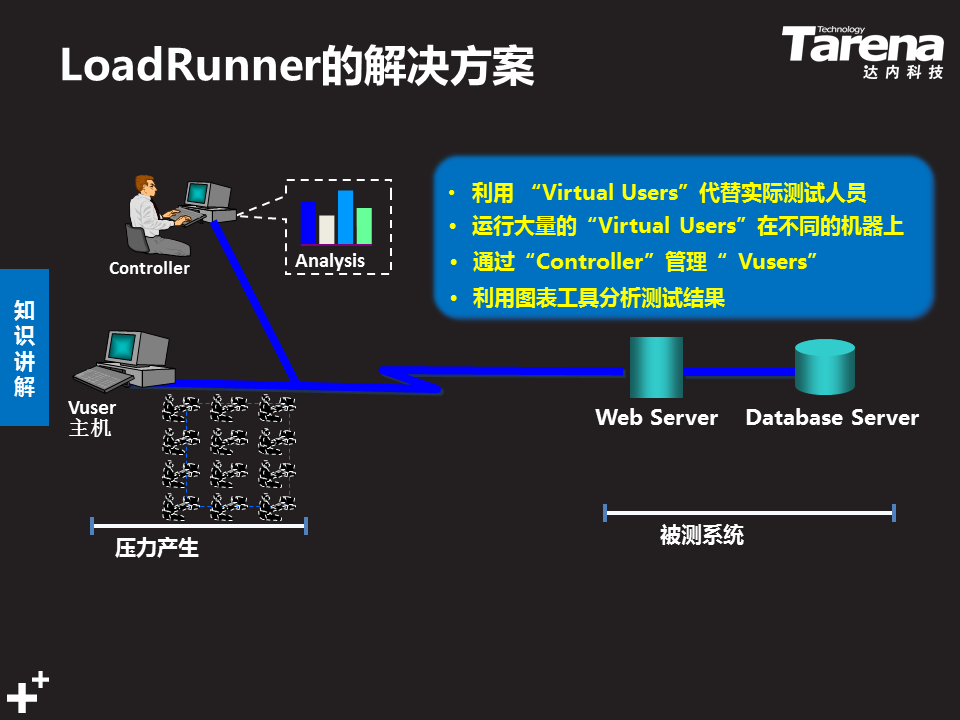 LoadRunner的解决方案
Technology
Tarena
达内科技
• 利用 “Virtual Users”代替实际测试人员
• 运行大量的“Virtual Users”在不同的机器上
• 通过“Controller”管理“ Vusers”
• 利用图表工具分析测试结果
Controller
Analysis
知识讲解
Vuser
主机
Web Server
Database Server
压力产生
被测系统